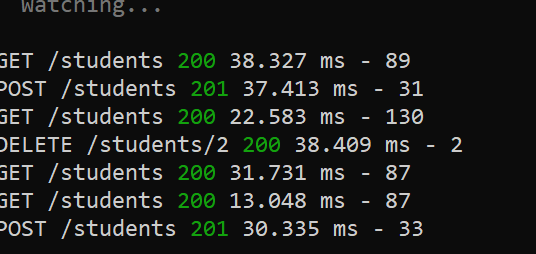 Watching...
GET /students 200 38.327 ms - 89
POST /students 201 37.413 ms - 31
GET /students 200 22.583 ms - 130
DELETE /students/2 200 38.409 ms - 2
GET /students 200 31.731 ms - 87
GET /students 200 13.048 ms - 87
POST /students 201 30.335 ms - 33